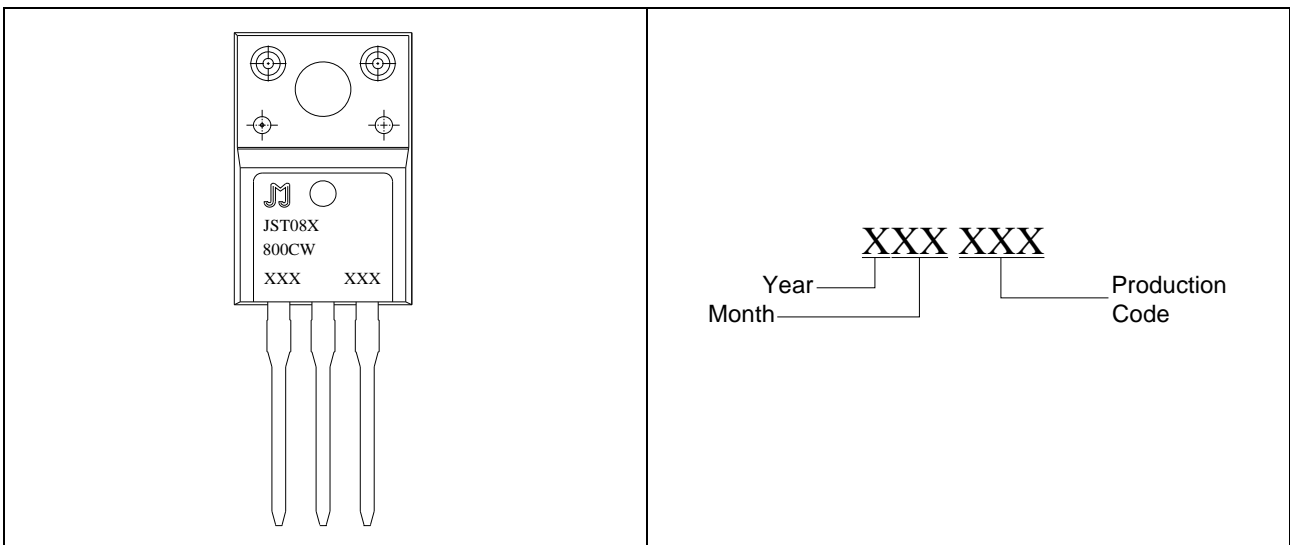 JST08X
800CW
XXX XXX
XXX XXX
Year
Month
Production
Code